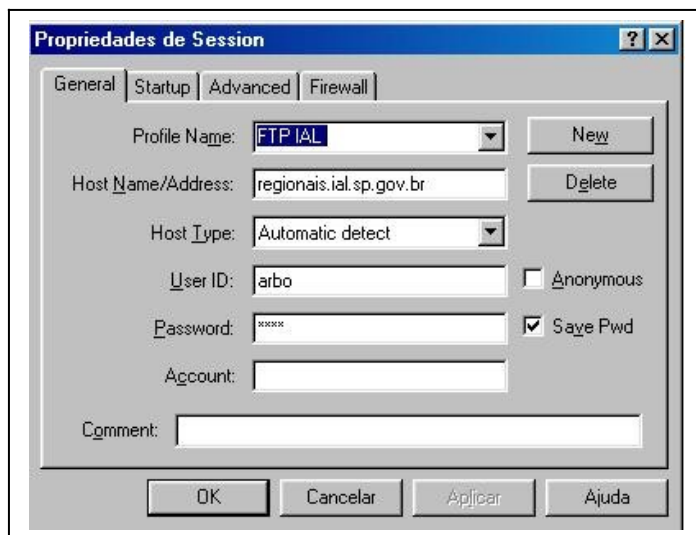 Propriedades de Session
General Startup Advanced Firewall
Profile Name: FTP IAL New
Host Name/Address: regionais.ial.sp.gov.br Delete
Host Type: Automatic detect
User ID: arbo Anonymous
Password: **** Save Pwd
Account:
Comment:
OK Cancelar Aplicar Ajuda